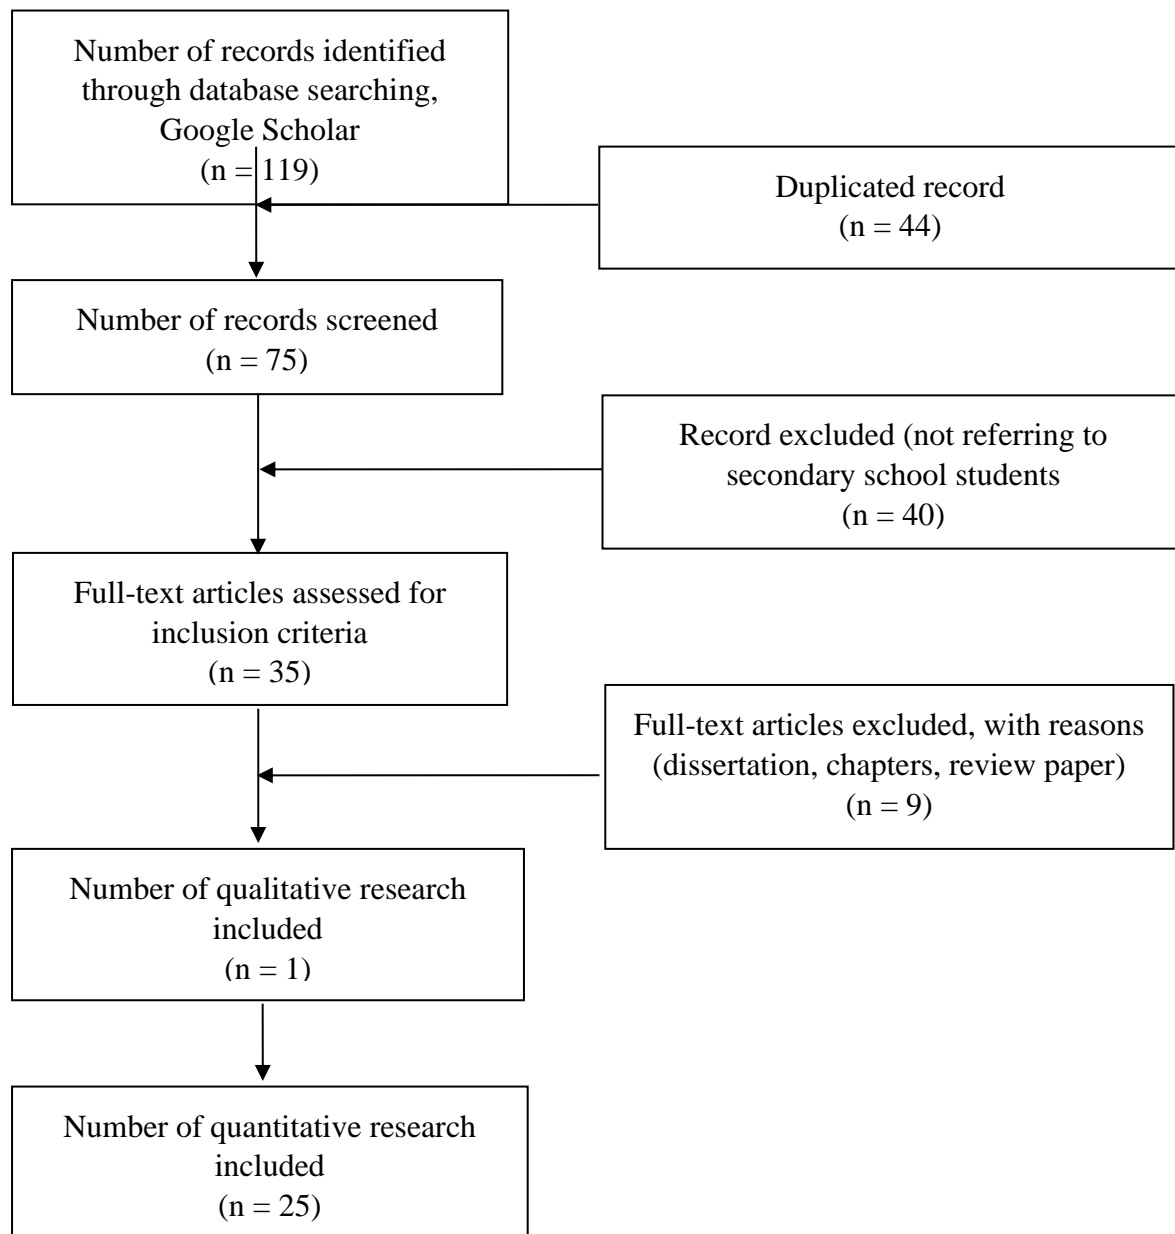 Number of records identified
through database searching,
Google Scholar
(n = 119)
Duplicated record
(n = 44)
Number of records screened
(n = 75)
Record excluded (not referring to
secondary school students
(n = 40)
Full-text articles assessed for
inclusion criteria
(n = 35)
Full-text articles excluded, with reasons
(dissertation, chapters, review paper)
(n = 9)
Number of qualitative research
included
(n = 1)
Number of quantitative research
included
(n = 25)